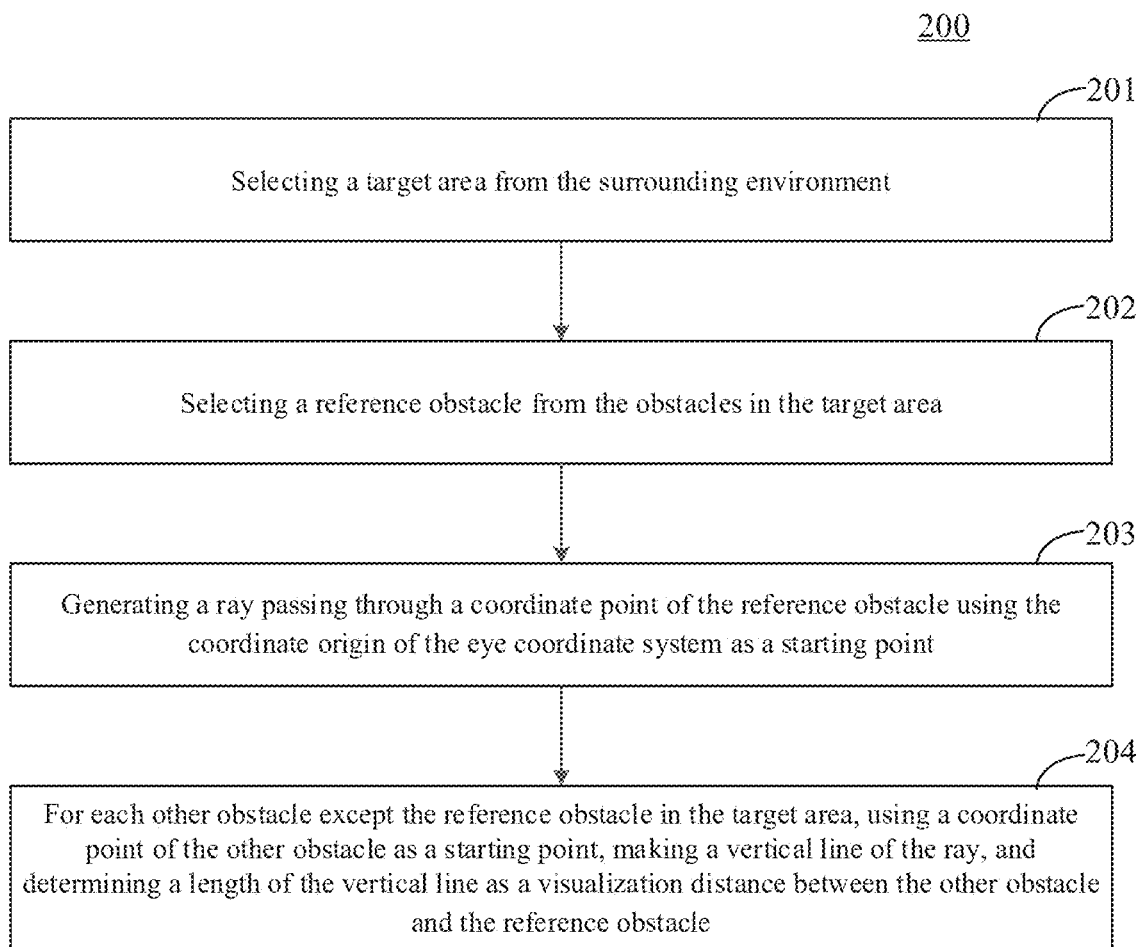 200
201
Selecting a target area from the surrounding environment
202
Selecting a reference obstacle from the obstacles in the target area
203
Generating a ray passing through a coordinate point of the reference obstacle using the
coordinate origin of the eye coordinate system as a starting point
204
For each other obstacle except the reference obstacle in the target area, using a coordinate
point of the other obstacle as a starting point, making a vertical line of the ray, and
determining a length of the vertical line as a visualization distance between the other obstacle
and the reference obstacle